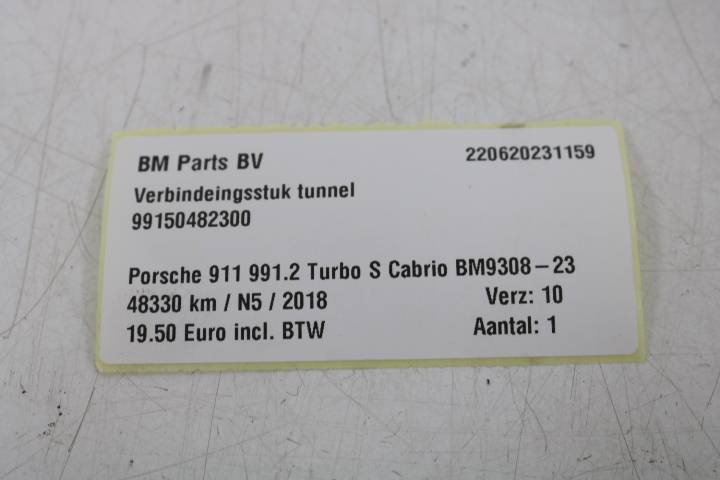 BM Parts BV 220620231159
Verbindeingsstuk tunnel
99150482300
Porsche 911 991.2 Turbo S Cabrio BM9308-23
48330 km / N5 / 2018 Verz: 10
19.50 Euro incl. BTW Aantal: 1